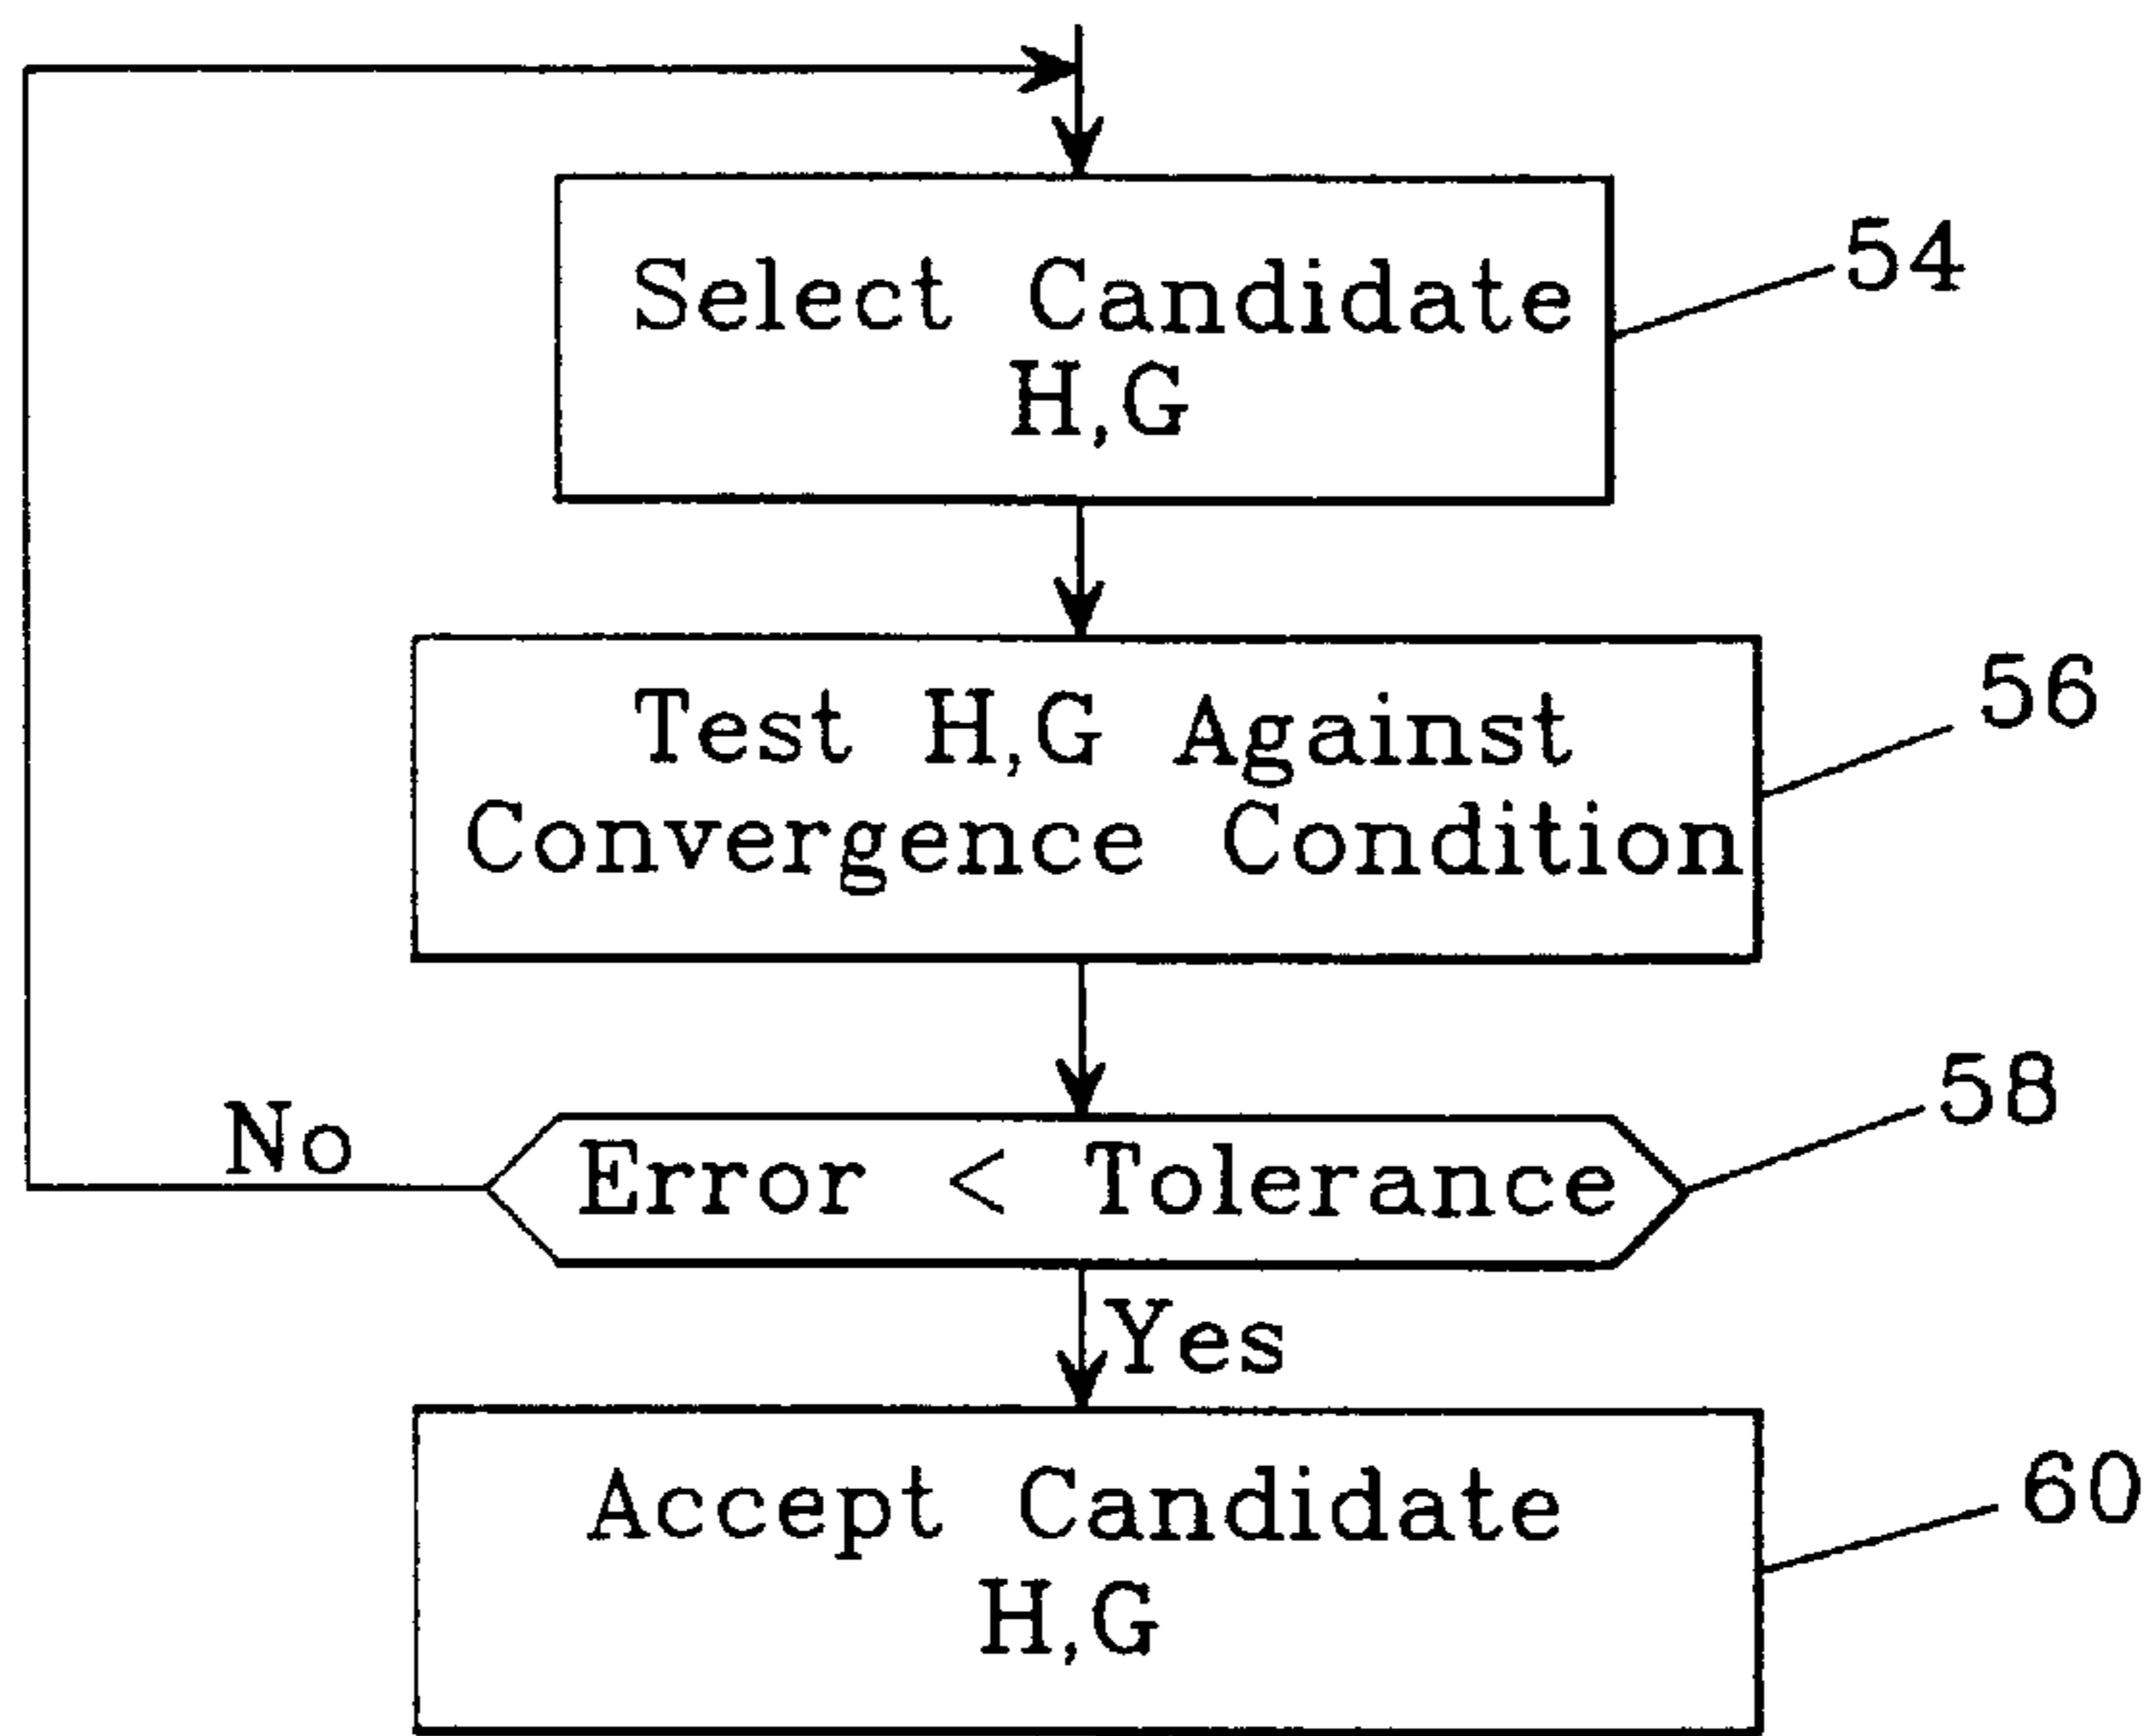 Select Candidate
H,G
54
Test H,G Against
Convergence Condition
56
Error < Tolerance
58
No
Yes
Accept Candidate
H,G
60